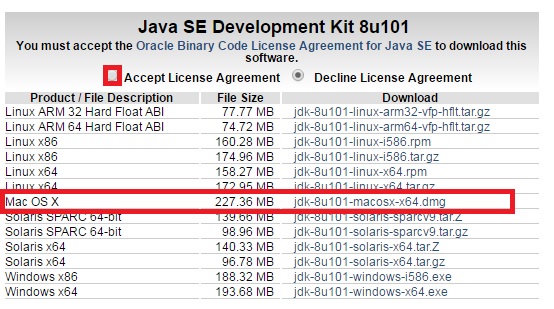 Java SE Development Kit 8u101
You must accept the Oracle Binary Code License Agreement for Java SE to download this
software.
Accept License Agreement Decline License Agreement
Product / File Description File Size Download
Linux ARM 32 Hard Float ABI 77.77 MB jdk-8u101-linux-arm32-vfp-hflt.tar.gz
Linux ARM 64 Hard Float ABI 74.72 MB jdk-8u101-linux-arm64-vfp-hflt.tar.gz
Linux x86 160.28 MB jdk-8u101-linux-i586.rpm
Linux x86 174.96 MB jdk-8u101-linux-i586.tar.gz
Linux x64 158.27 MB jdk-8u101-linux-x64.rpm
Linux x64 172.95 MB jdk-8u101-linux-x64.tar.gz
Mac OS X 227.36 MB jdk-8u101-macosx-x64.dmg
Solaris SPARC 64-bit 139.66 MB jdk-8u101-solaris-sparcv9.tar.Z
Solaris SPARC 64-bit 98.96 MB jdk-8u101-solaris-sparcv9.tar.gz
Solaris x64 140.33 MB jdk-8u101-solaris-x64.tar.Z
Solaris x64 96.78 MB jdk-8u101-solaris-x64.tar.gz
Windows x86 188.32 MB jdk-8u101-windows-i586.exe
Windows x64 193.68 MB jdk-8u101-windows-x64.exe